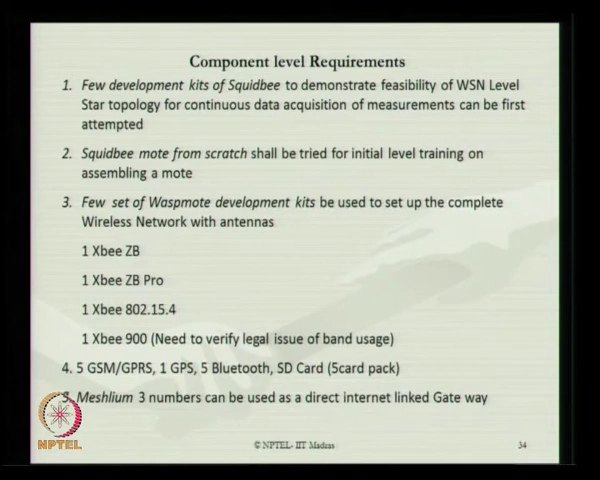 Component level Requirements
1. Few development kits of Squidbee to demonstrate feasibility of WSN Level
Star topology for continuous data acquisition of measurements can be first
attempted
2. Squidbee mote from scratch shall be tried for initial level training on
assembling a mote
3. Few set of Waspmote development kits be used to set up the complete
Wireless Network with antennas
1 Xbee ZB
1 Xbee ZB Pro
1 Xbee 802.15.4
1 Xbee 900 (Need to verify legal issue of band usage)
4. 5 GSM/GPRS, 1 GPS, 5 Bluetooth, SD Card (5card pack)
5. Meshlium 3 numbers can be used as a direct internet linked Gate way
NPTEL
© NPTEL- IIT Madras
34